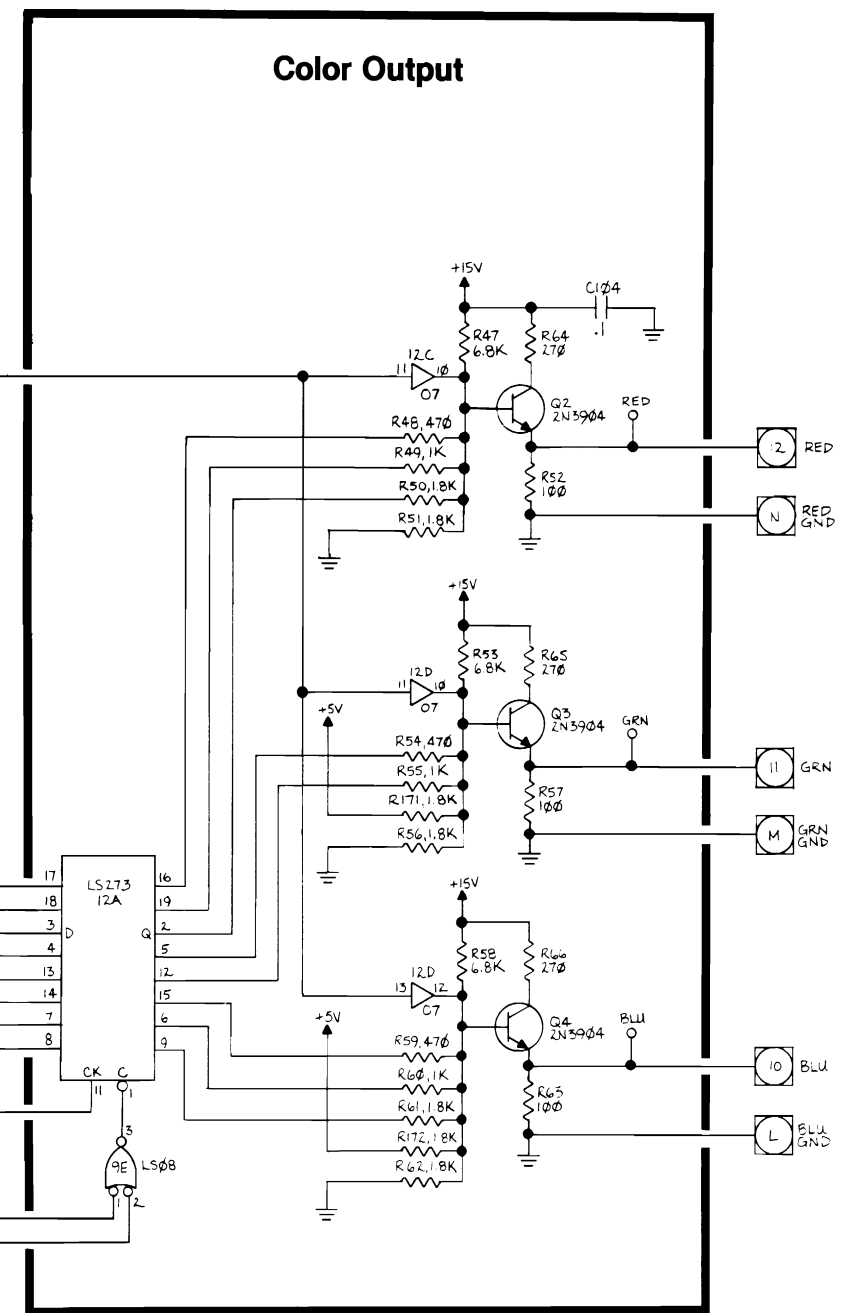 Color Output
+15V
C1Ø4
.1
R47
6.8K
R64
27Ø
12C
11
1Ø
O7
Q2
2N39Ø4
RED
R48, 47Ø
R49, 1K
R50, 1.8K
R51, 1.8K
R52
1ØØ
:2
RED
N
RED
GND
+15V
R53
6.8K
R65
27Ø
12D
11
1Ø
O7
+5V
Q3
2N39Ø4
GRN
R54, 47Ø
R55, 1K
R171, 1.8K
R56, 1.8K
R57
1ØØ
11
GRN
M
GRN
GND
+15V
R58
6.8K
R66
27Ø
12D
13
12
O7
+5V
Q4
2N39Ø4
BLU
R59, 47Ø
R6Ø, 1K
R61, 1.8K
R172, 1.8K
R62, 1.8K
R63
1ØØ
10
BLU
L
BLU
GND
17
LS273
16
18
12A
19
3
D
Q
2
4
5
13
12
14
15
7
6
8
9
CK
C
11
1
3
9E
LSØ8
1
2